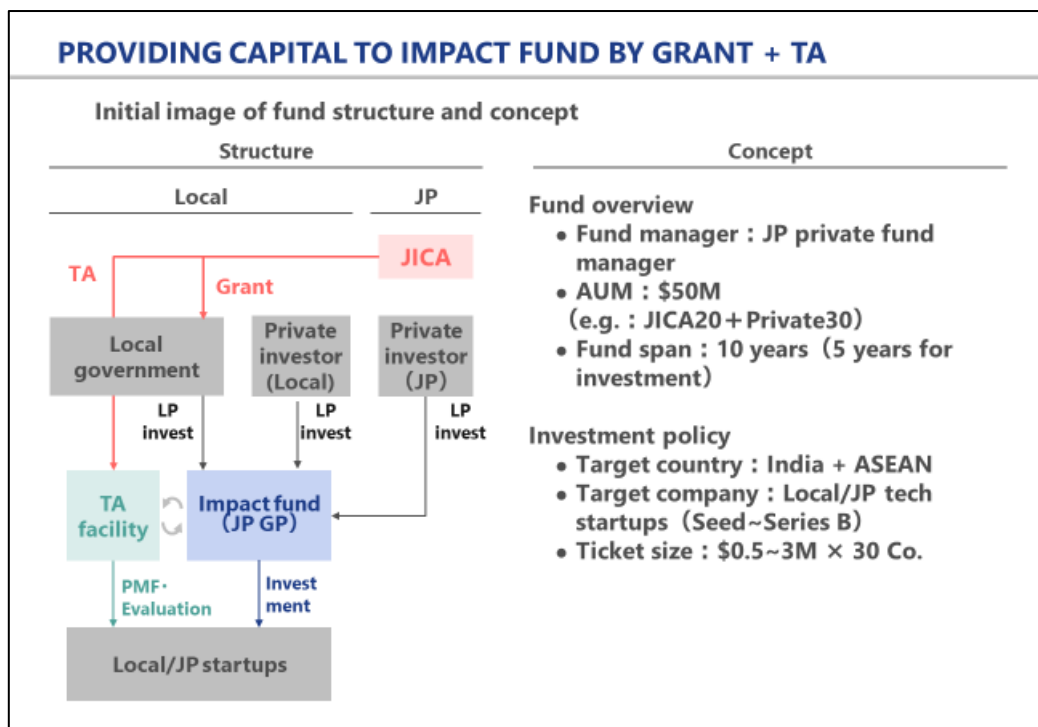 PROVIDING CAPITAL TO IMPACT FUND BY GRANT + TA
Initial image of fund structure and concept
Structure
Local
JP
JICA
TA
Grant
Local
government
Private
investor
(Local)
Private
investor
（JP）
LP
invest
LP
invest
LP
invest
TA
facility
Impact fund
（JP GP）
PMF・
Evaluation
Invest
ment
Local/JP startups
Concept
Fund overview
● Fund manager：JP private fund
manager
● AUM：$50M
（e.g.：JICA20＋Private30）
● Fund span：10 years（5 years for
investment）
Investment policy
● Target country：India + ASEAN
● Target company：Local/JP tech
startups（Seed~Series B）
● Ticket size：$0.5~3M × 30 Co.